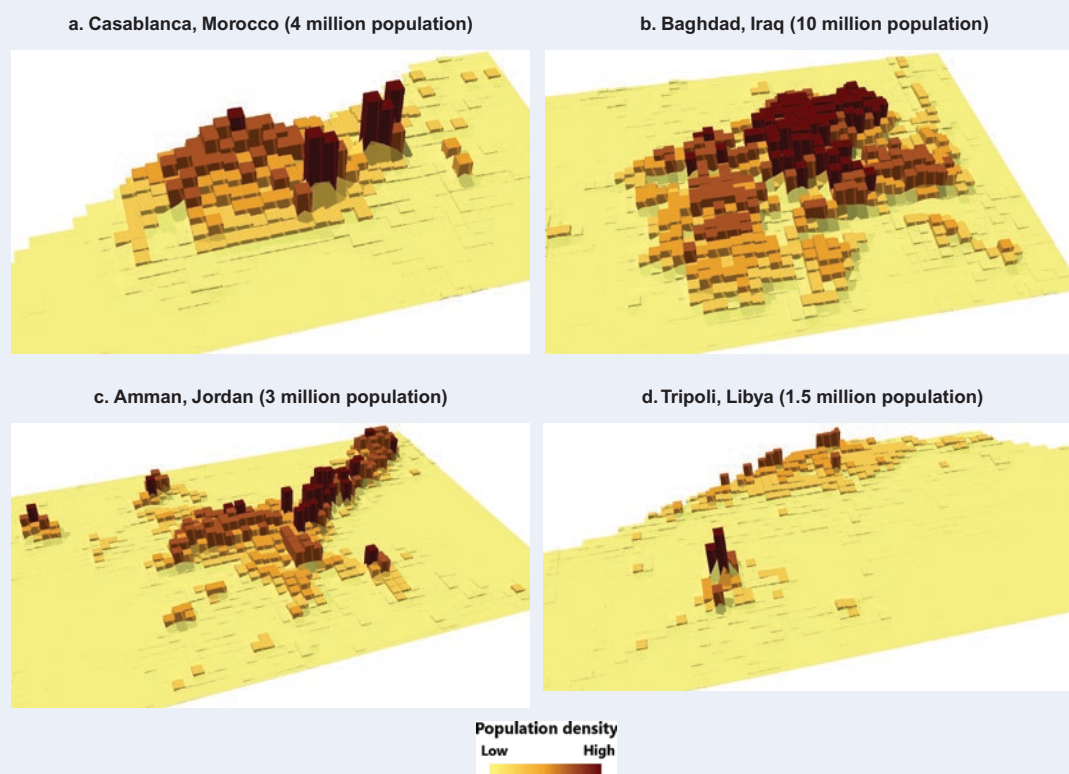 a. Casablanca, Morocco (4 million population)
b. Baghdad, Iraq (10 million population)
c. Amman, Jordan (3 million population)
d. Tripoli, Libya (1.5 million population)
Population density
Low High